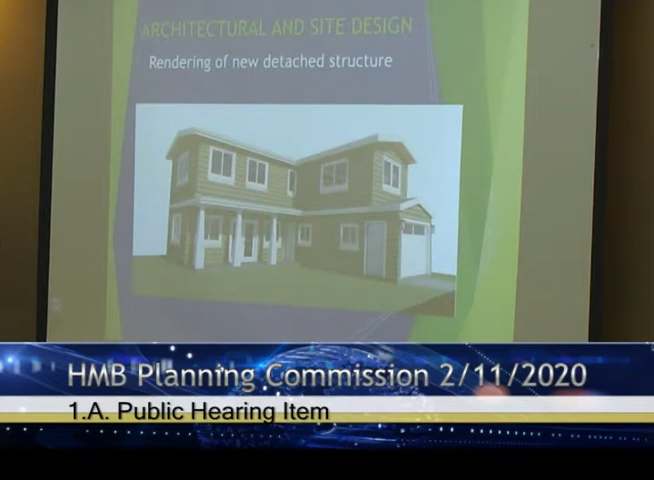 ARCHITECTURAL AND SITE DESIGN
Rendering of new detached structure
HMB Planning Commission 2/11/2020
1.A. Public Hearing Item